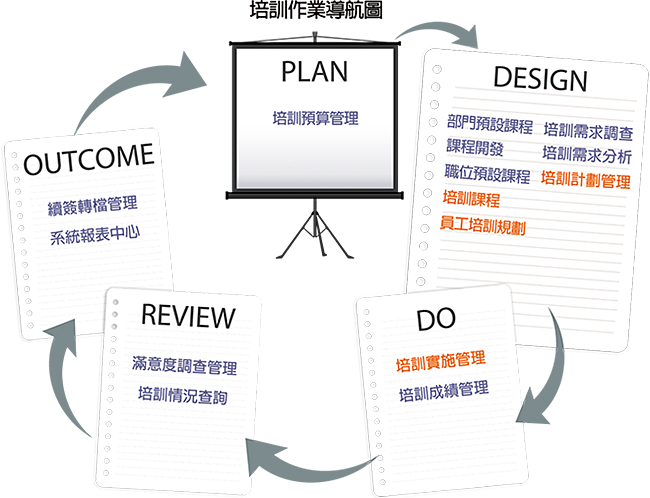 培訓作業導航圖
PLAN
培訓預算管理
DESIGN
部門預設課程 培訓需求調查
課程開發 培訓需求分析
職位預設課程 培訓計劃管理
培訓課程
員工培訓規劃
DO
培訓實施管理
培訓成績管理
REVIEW
滿意度調查管理
培訓情況查詢
OUTCOME
續簽轉檔管理
系統報表中心